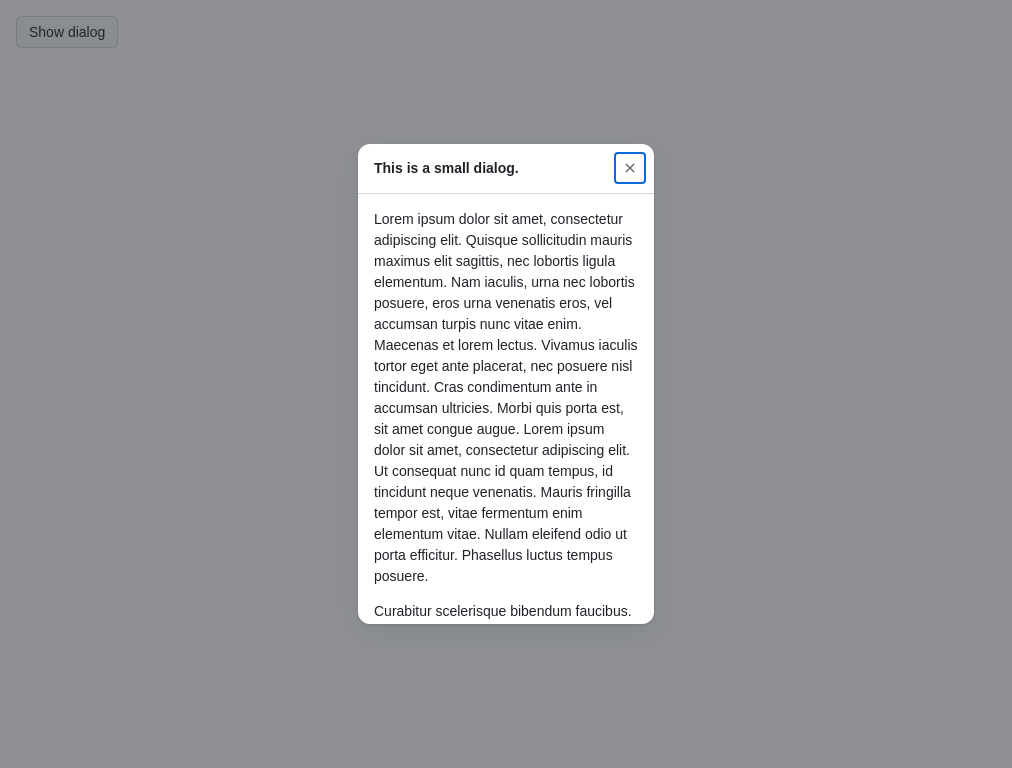 Show dialog
This is a small dialog.
Lorem ipsum dolor sit amet, consectetur
adipiscing elit. Quisque sollicitudin mauris
maximus elit sagittis, nec lobortis ligula
elementum. Nam iaculis, urna nec lobortis
posuere, eros urna venenatis eros, vel
accumsan turpis nunc vitae enim.
Maecenas et lorem lectus. Vivamus iaculis
tortor eget ante placerat, nec posuere nisl
tincidunt. Cras condimentum ante in
accumsan ultricies. Morbi quis porta est,
sit amet congue augue. Lorem ipsum
dolor sit amet, consectetur adipiscing elit.
Ut consequat nunc id quam tempus, id
tincidunt neque venenatis. Mauris fringilla
tempor est, vitae fermentum enim
elementum vitae. Nullam eleifend odio ut
porta efficitur. Phasellus luctus tempus
posuere.
Curabitur scelerisque bibendum faucibus.